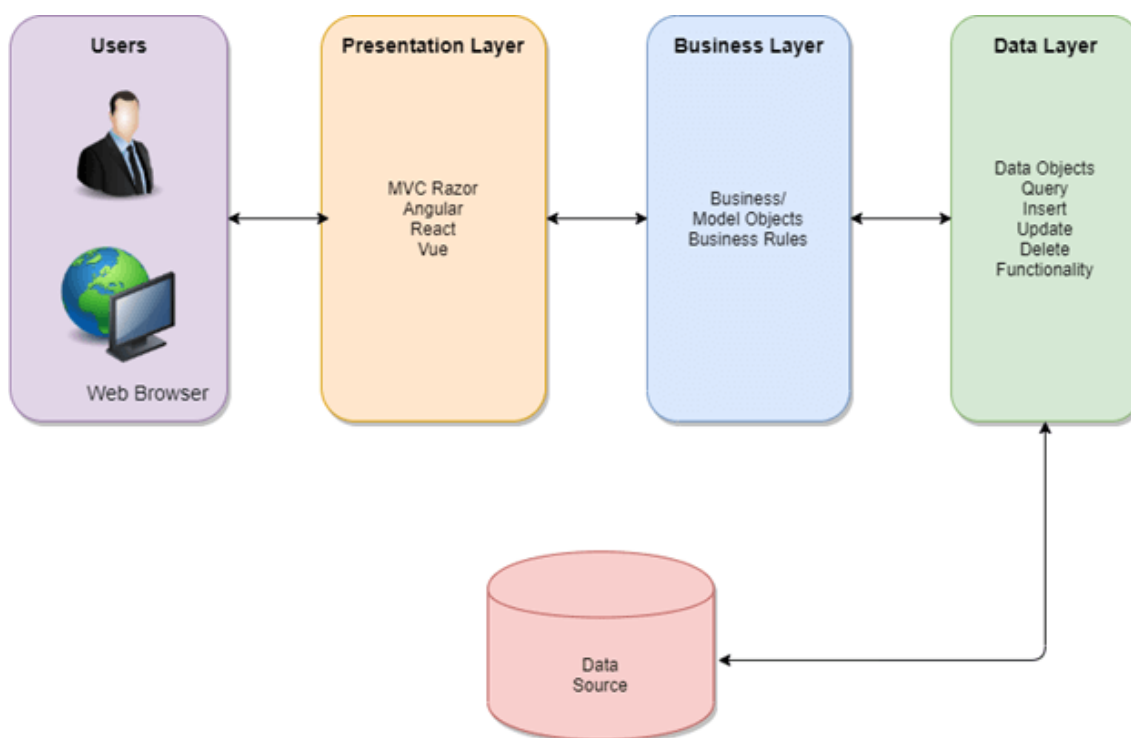 Users
Web Browser
Presentation Layer
MVC Razor
Angular
React
Vue
Business Layer
Business/
Model Objects
Business Rules
Data Layer
Data Objects
Query
Insert
Update
Delete
Functionality
Data
Source